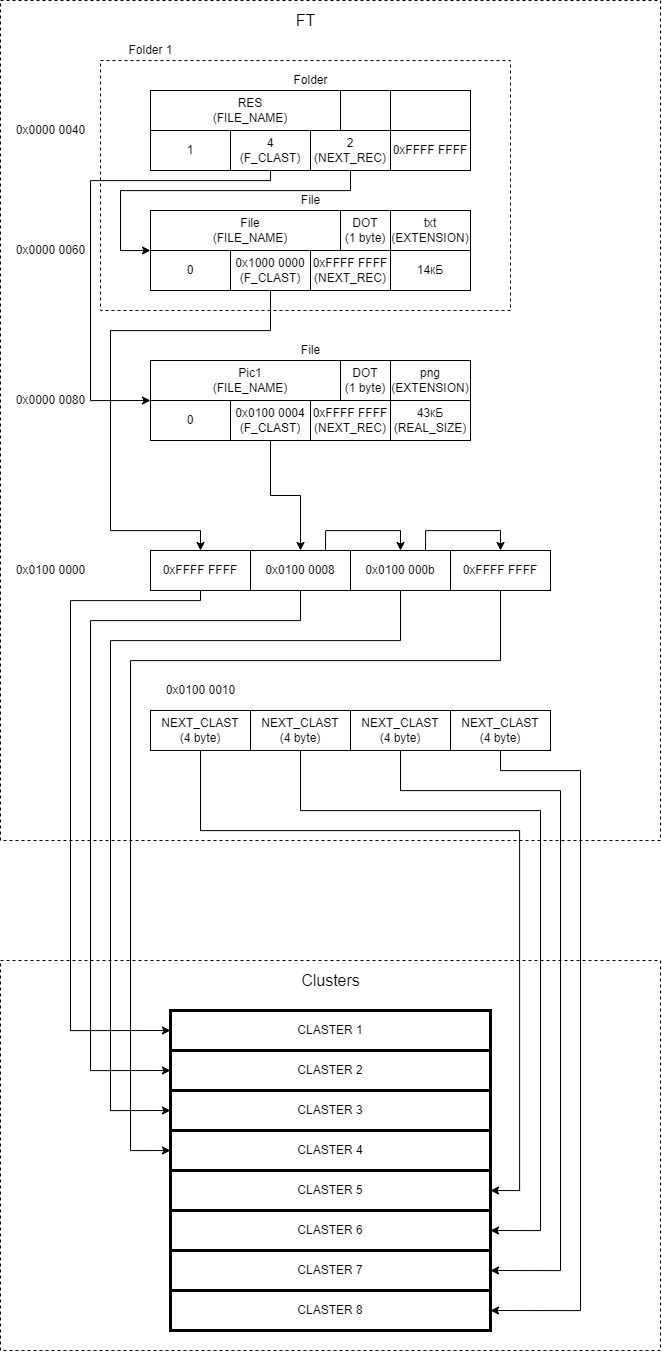 FT
Folder 1
Folder
RES
(FILE_NAME)
0x0000 0040
1
4
(F_CLAST)
2
(NEXT_REC)
0xFFFF FFFF
File
File
(FILE_NAME)
DOT
(1 byte)
txt
(EXTENSION)
0x0000 0060
0
0x1000 0000
(F_CLAST)
0xFFFF FFFF
(NEXT_REC)
14кБ
File
Pic1
(FILE_NAME)
DOT
(1 byte)
png
(EXTENSION)
0x0000 0080
0
0x0100 0004
(F_CLAST)
0xFFFF FFFF
(NEXT_REC)
43кБ
(REAL_SIZE)
0x0100 0000
0xFFFF FFFF
0x0100 0008
0x0100 000b
0xFFFF FFFF
0x0100 0010
NEXT_CLAST
(4 byte)
NEXT_CLAST
(4 byte)
NEXT_CLAST
(4 byte)
NEXT_CLAST
(4 byte)
Clusters
CLASTER 1
CLASTER 2
CLASTER 3
CLASTER 4
CLASTER 5
CLASTER 6
CLASTER 7
CLASTER 8